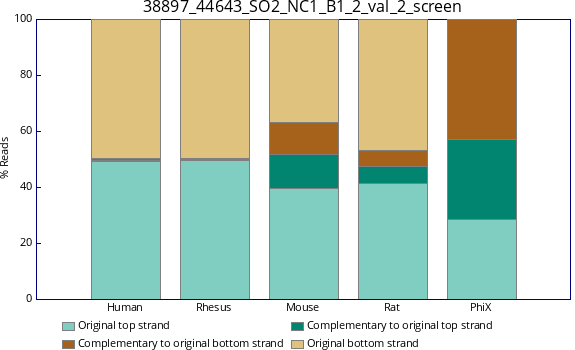 38897_44643_SO2_NC1_B1_2_val_2_screen
100
80
60
40
20
0
% Reads
Human Rhesus Mouse Rat PhiX
Original top strand Complementary to original top strand
Complementary to original bottom strand Original bottom strand